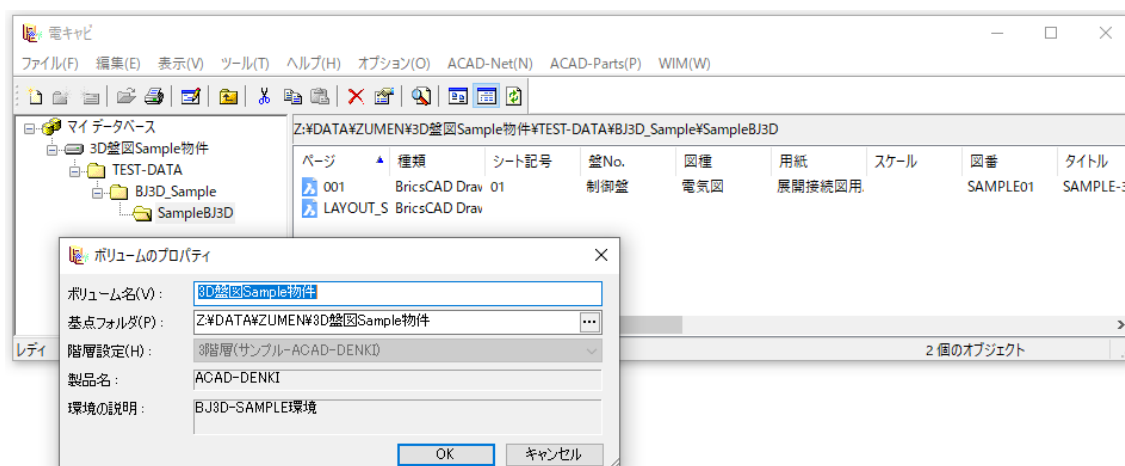 電キャビ
ファイル(F) 編集(E) 表示(V) ツール(T) ヘルプ(H) オプション(O) ACAD-Net(N) ACAD-Parts(P) WIM(W)
マイ データベース
3D盤図Sample物件
TEST-DATA
BJ3D_Sample
SampleBJ3D
Z:¥DATA¥ZUMEN¥3D盤図Sample物件¥TEST-DATA¥BJ3D_Sample¥SampleBJ3D
ページ 種類 シート記号 盤No. 図種 用紙 スケール 図番 タイトル
001 BricsCAD Draw 01 制御盤 電気図 展開接続図用. SAMPLE01 SAMPLE-3
LAYOUT_S BricsCAD Draw
ボリュームのプロパティ
ボリューム名(V) : 3D盤図Sample物件
基点フォルダ(P) : Z:¥DATA¥ZUMEN¥3D盤図Sample物件 ...
階層設定(H) : 3階層(サンプル-ACAD-DENKI)
製品名 : ACAD-DENKI
環境の説明 : BJ3D-SAMPLE環境
OK キャンセル
レディ 2 個のオブジェクト